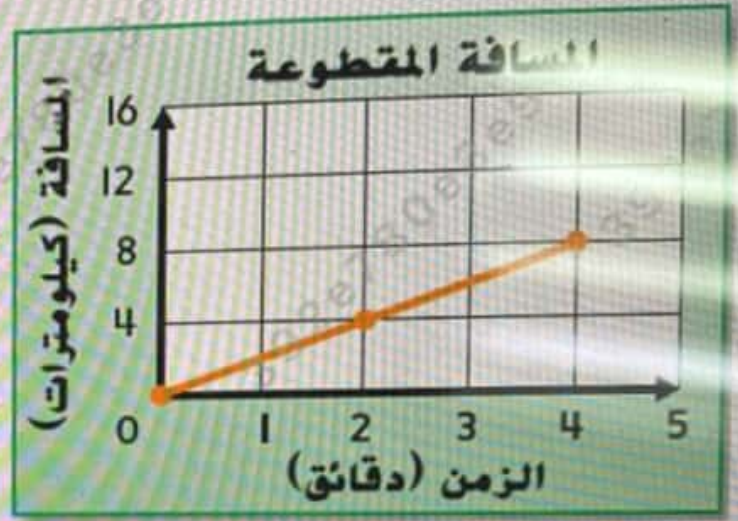 المسافة المقطوعة
المسافة (كيلومترات)
16
12
8
4
0 1 2 3 4 5
الزمن (دقائق)